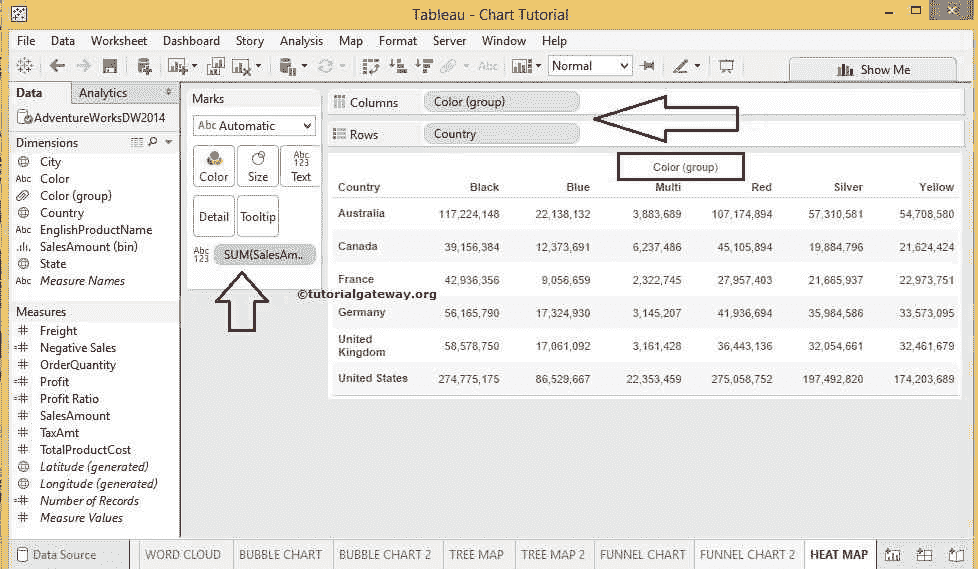 Tableau - Chart Tutorial
File Data Worksheet Dashboard Story Analysis Map Format Server Window Help
Abc Normal Show Me
Data Analytics
AdventureWorksDW2014
Dimensions
City
Abc Color
Color (group)
Country
Abc EnglishProductName
SalesAmount (bin)
State
Abc Measure Names
Measures
# Freight
=# Negative Sales
# OrderQuantity
=# Profit
=# Profit Ratio
# SalesAmount
# TaxAmt
# TotalProductCost
Latitude (generated)
Longitude (generated)
=# Number of Records
# Measure Values
Marks
Abc Automatic
Abc
123
Color Size Text
Detail Tooltip
Abc
123
SUM(SalesAm..
Columns Color (group)
Rows Country
Color (group)
Country Black Blue Multi Red Silver Yellow
Australia 117,224,148 22,138,132 3,883,689 107,174,894 57,310,581 54,708,580
Canada 39,156,384 12,373,691 6,237,486 45,105,894 19,884,796 21,624,424
France 42,936,356 9,056,659 2,322,745 27,957,403 21,665,937 22,973,751
©tutorialgateway.org
Germany 56,165,790 17,324,930 3,145,207 41,936,694 35,984,586 33,573,095
United
Kingdom 58,578,750 17,061,092 3,161,428 36,443,136 32,054,661 32,461,679
United States 274,775,175 86,529,667 22,353,459 275,058,752 197,492,820 174,203,689
Data Source WORD CLOUD BUBBLE CHART BUBBLE CHART 2 TREE MAP TREE MAP 2 FUNNEL CHART FUNNEL CHART 2 HEAT MAP